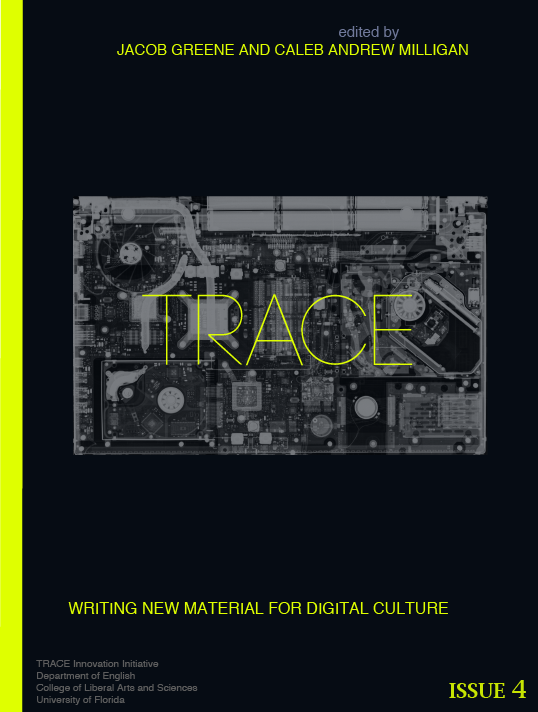 edited by
JACOB GREENE AND CALEB ANDREW MILLIGAN
TRACE
WRITING NEW MATERIAL FOR DIGITAL CULTURE
TRACE Innovation Initiative
Department of English
College of Liberal Arts and Sciences
University of Florida
ISSUE 4